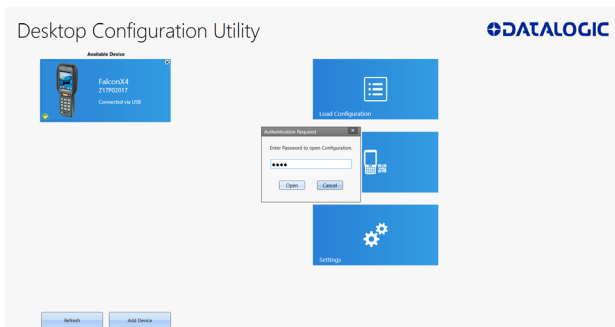 Desktop Configuration Utility
DATALOGIC
Available Device
FalconX4
Z17P02017
Connected via USB
Load Configuration
Authentication Required
Enter Password to open Configuration.
Open
Cancel
Settings
Refresh
Add Device